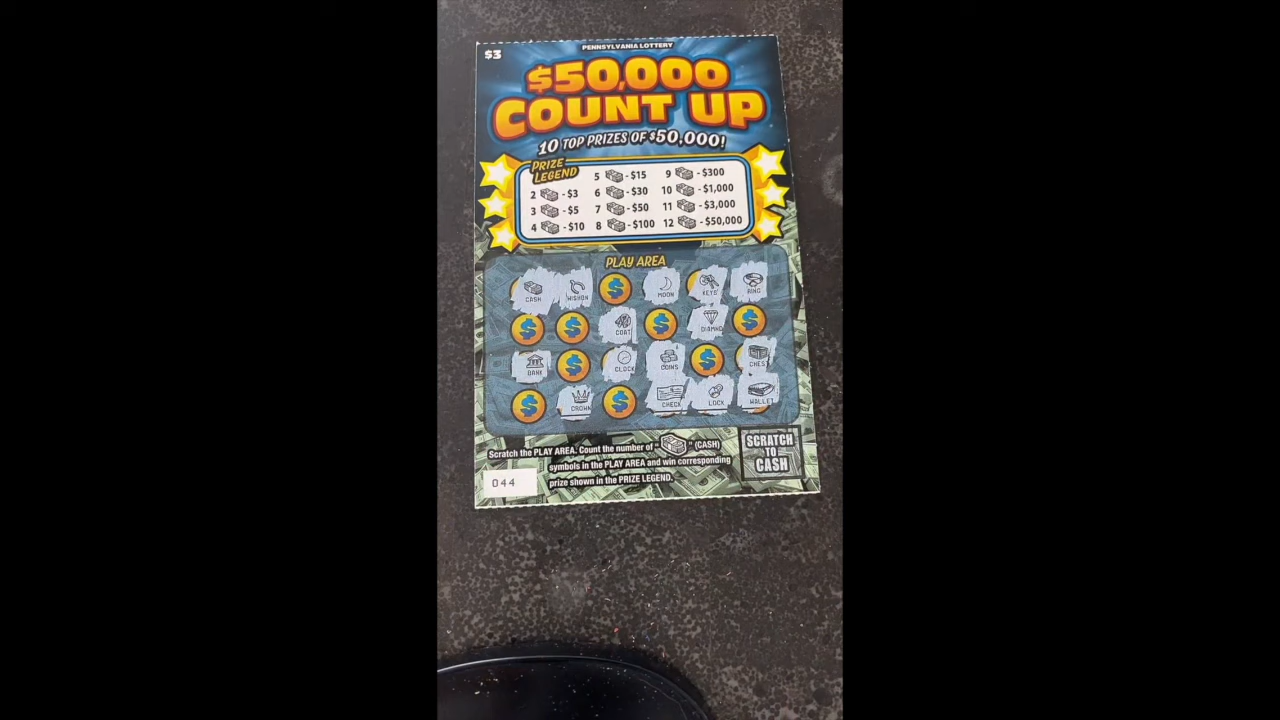 PENNSYLVANIA LOTTERY
$3
$50,000
COUNT UP
10 TOP PRIZES OF $50,000!
PRIZE
LEGEND
2 - $3
3 - $5
4 - $10
5 - $15
6 - $30
7 - $50
8 - $100
9 - $300
10 - $1,000
11 - $3,000
12 - $50,000
PLAY AREA
CASH WISHBN $ MOON KEYS RING
$ $ COAT $ DIAMND $
BANK $ CLOCK COINS $ CHEST
$ CROWN $ CHECK LOCK WALLET
Scratch the PLAY AREA. Count the number of " " (CASH)
symbols in the PLAY AREA and win corresponding
prize shown in the PRIZE LEGEND.
SCRATCH
TO
CASH
044